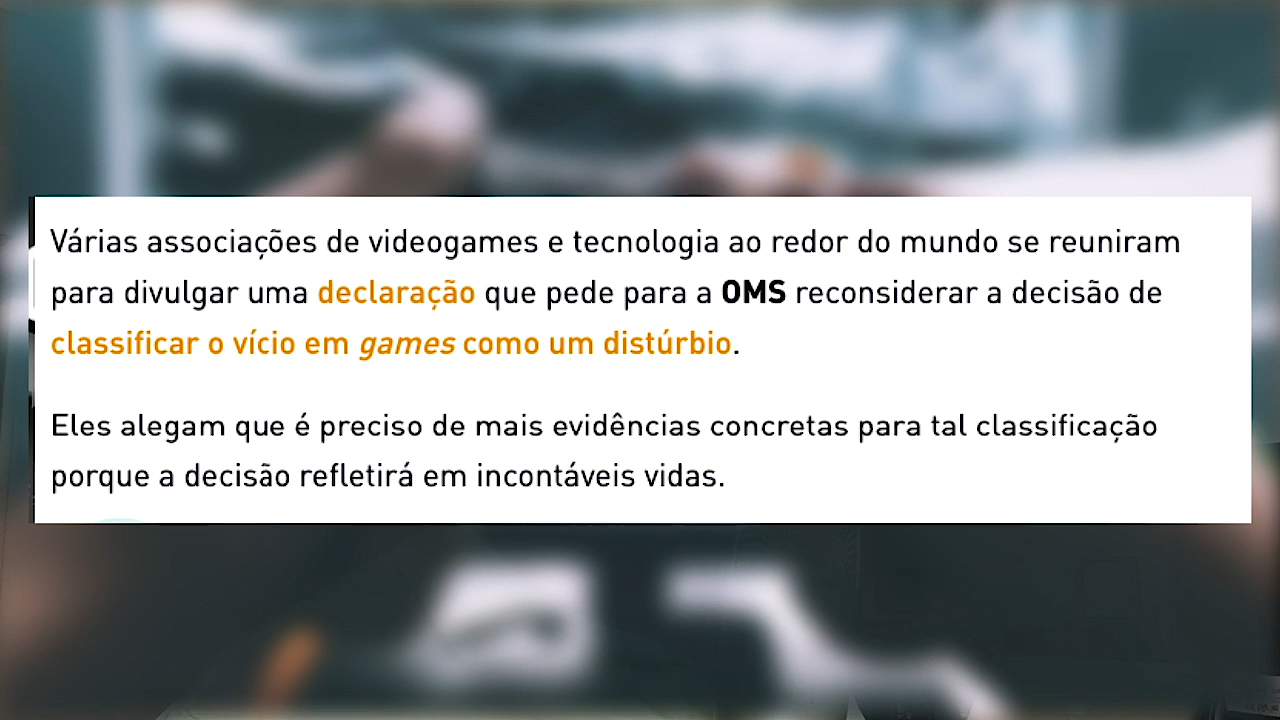 Várias associações de videogames e tecnologia ao redor do mundo se reuniram
para divulgar uma declaração que pede para a OMS reconsiderar a decisão de
classificar o vício em games como um distúrbio.
Eles alegam que é preciso de mais evidências concretas para tal classificação
porque a decisão refletirá em incontáveis vidas.